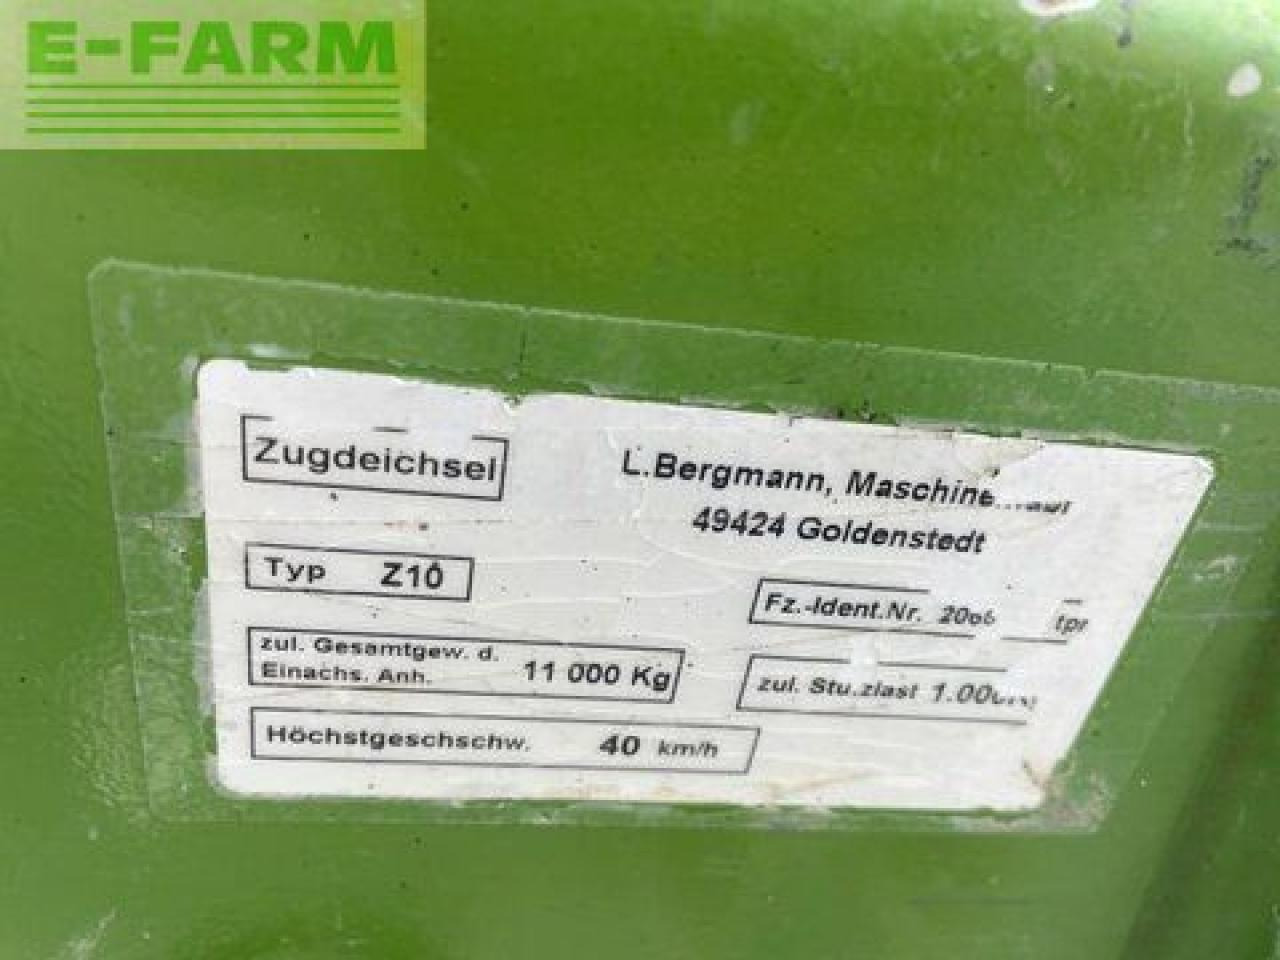 E-FARM
Zugdeichsel
L.Bergmann,
49424 Goldenstedt
Typ Z10
Fz.-Ident.Nr.
zul. Gesamtgew. d.
Einachs. Anh. 11 000 Kg
zul. Stu.zlast
Höchstgeschschw. 40 km/h